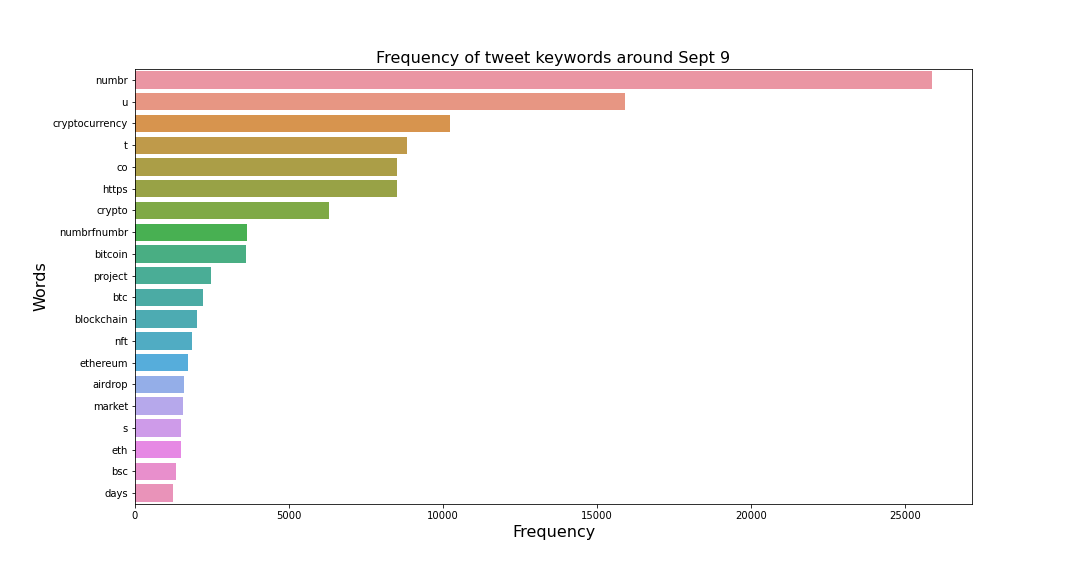 Frequency of tweet keywords around Sept 9
numbr
u
cryptocurrency
t
co
https
crypto
numbrfnumbr
bitcoin
project
btc
blockchain
nft
ethereum
airdrop
market
s
eth
bsc
days
Words
0 5000 10000 15000 20000 25000
Frequency